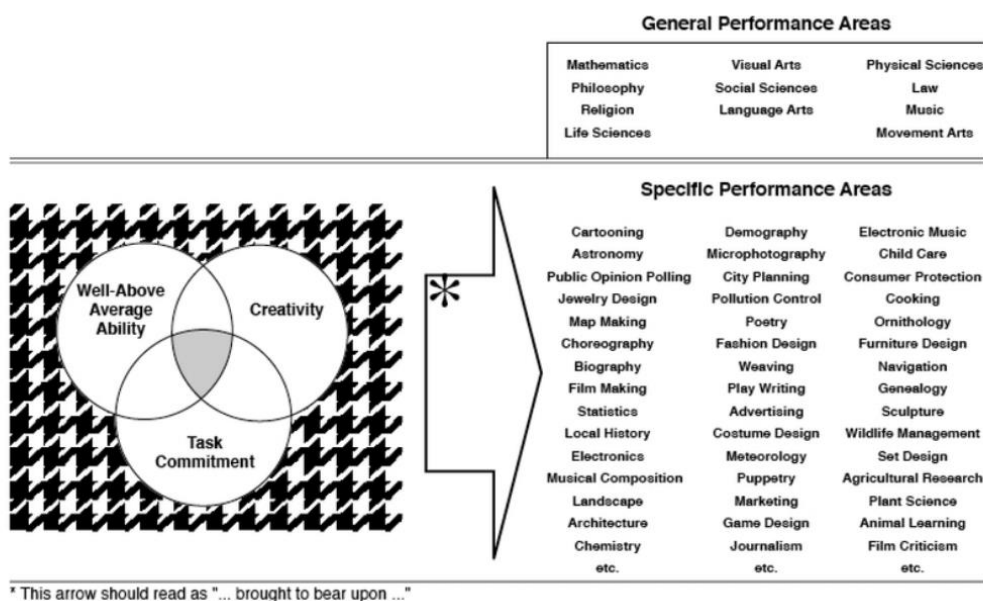 General Performance Areas
Mathematics Visual Arts Physical Sciences
Philosophy Social Sciences Law
Religion Language Arts Music
Life Sciences Movement Arts
Specific Performance Areas
Cartooning Demography Electronic Music
Astronomy Microphotography Child Care
Public Opinion Polling City Planning Consumer Protection
Jewelry Design Pollution Control Cooking
Map Making Poetry Ornithology
Choreography Fashion Design Furniture Design
Biography Weaving Navigation
Film Making Play Writing Genealogy
Statistics Advertising Sculpture
Local History Costume Design Wildlife Management
Electronics Meteorology Set Design
Musical Composition Puppetry Agricultural Research
Landscape Marketing Plant Science
Architecture Game Design Animal Learning
Chemistry Journalism Film Criticism
etc. etc. etc.
Well-Above
Average
Ability
Creativity
Task
Commitment
*
* This arrow should read as "... brought to bear upon ..."